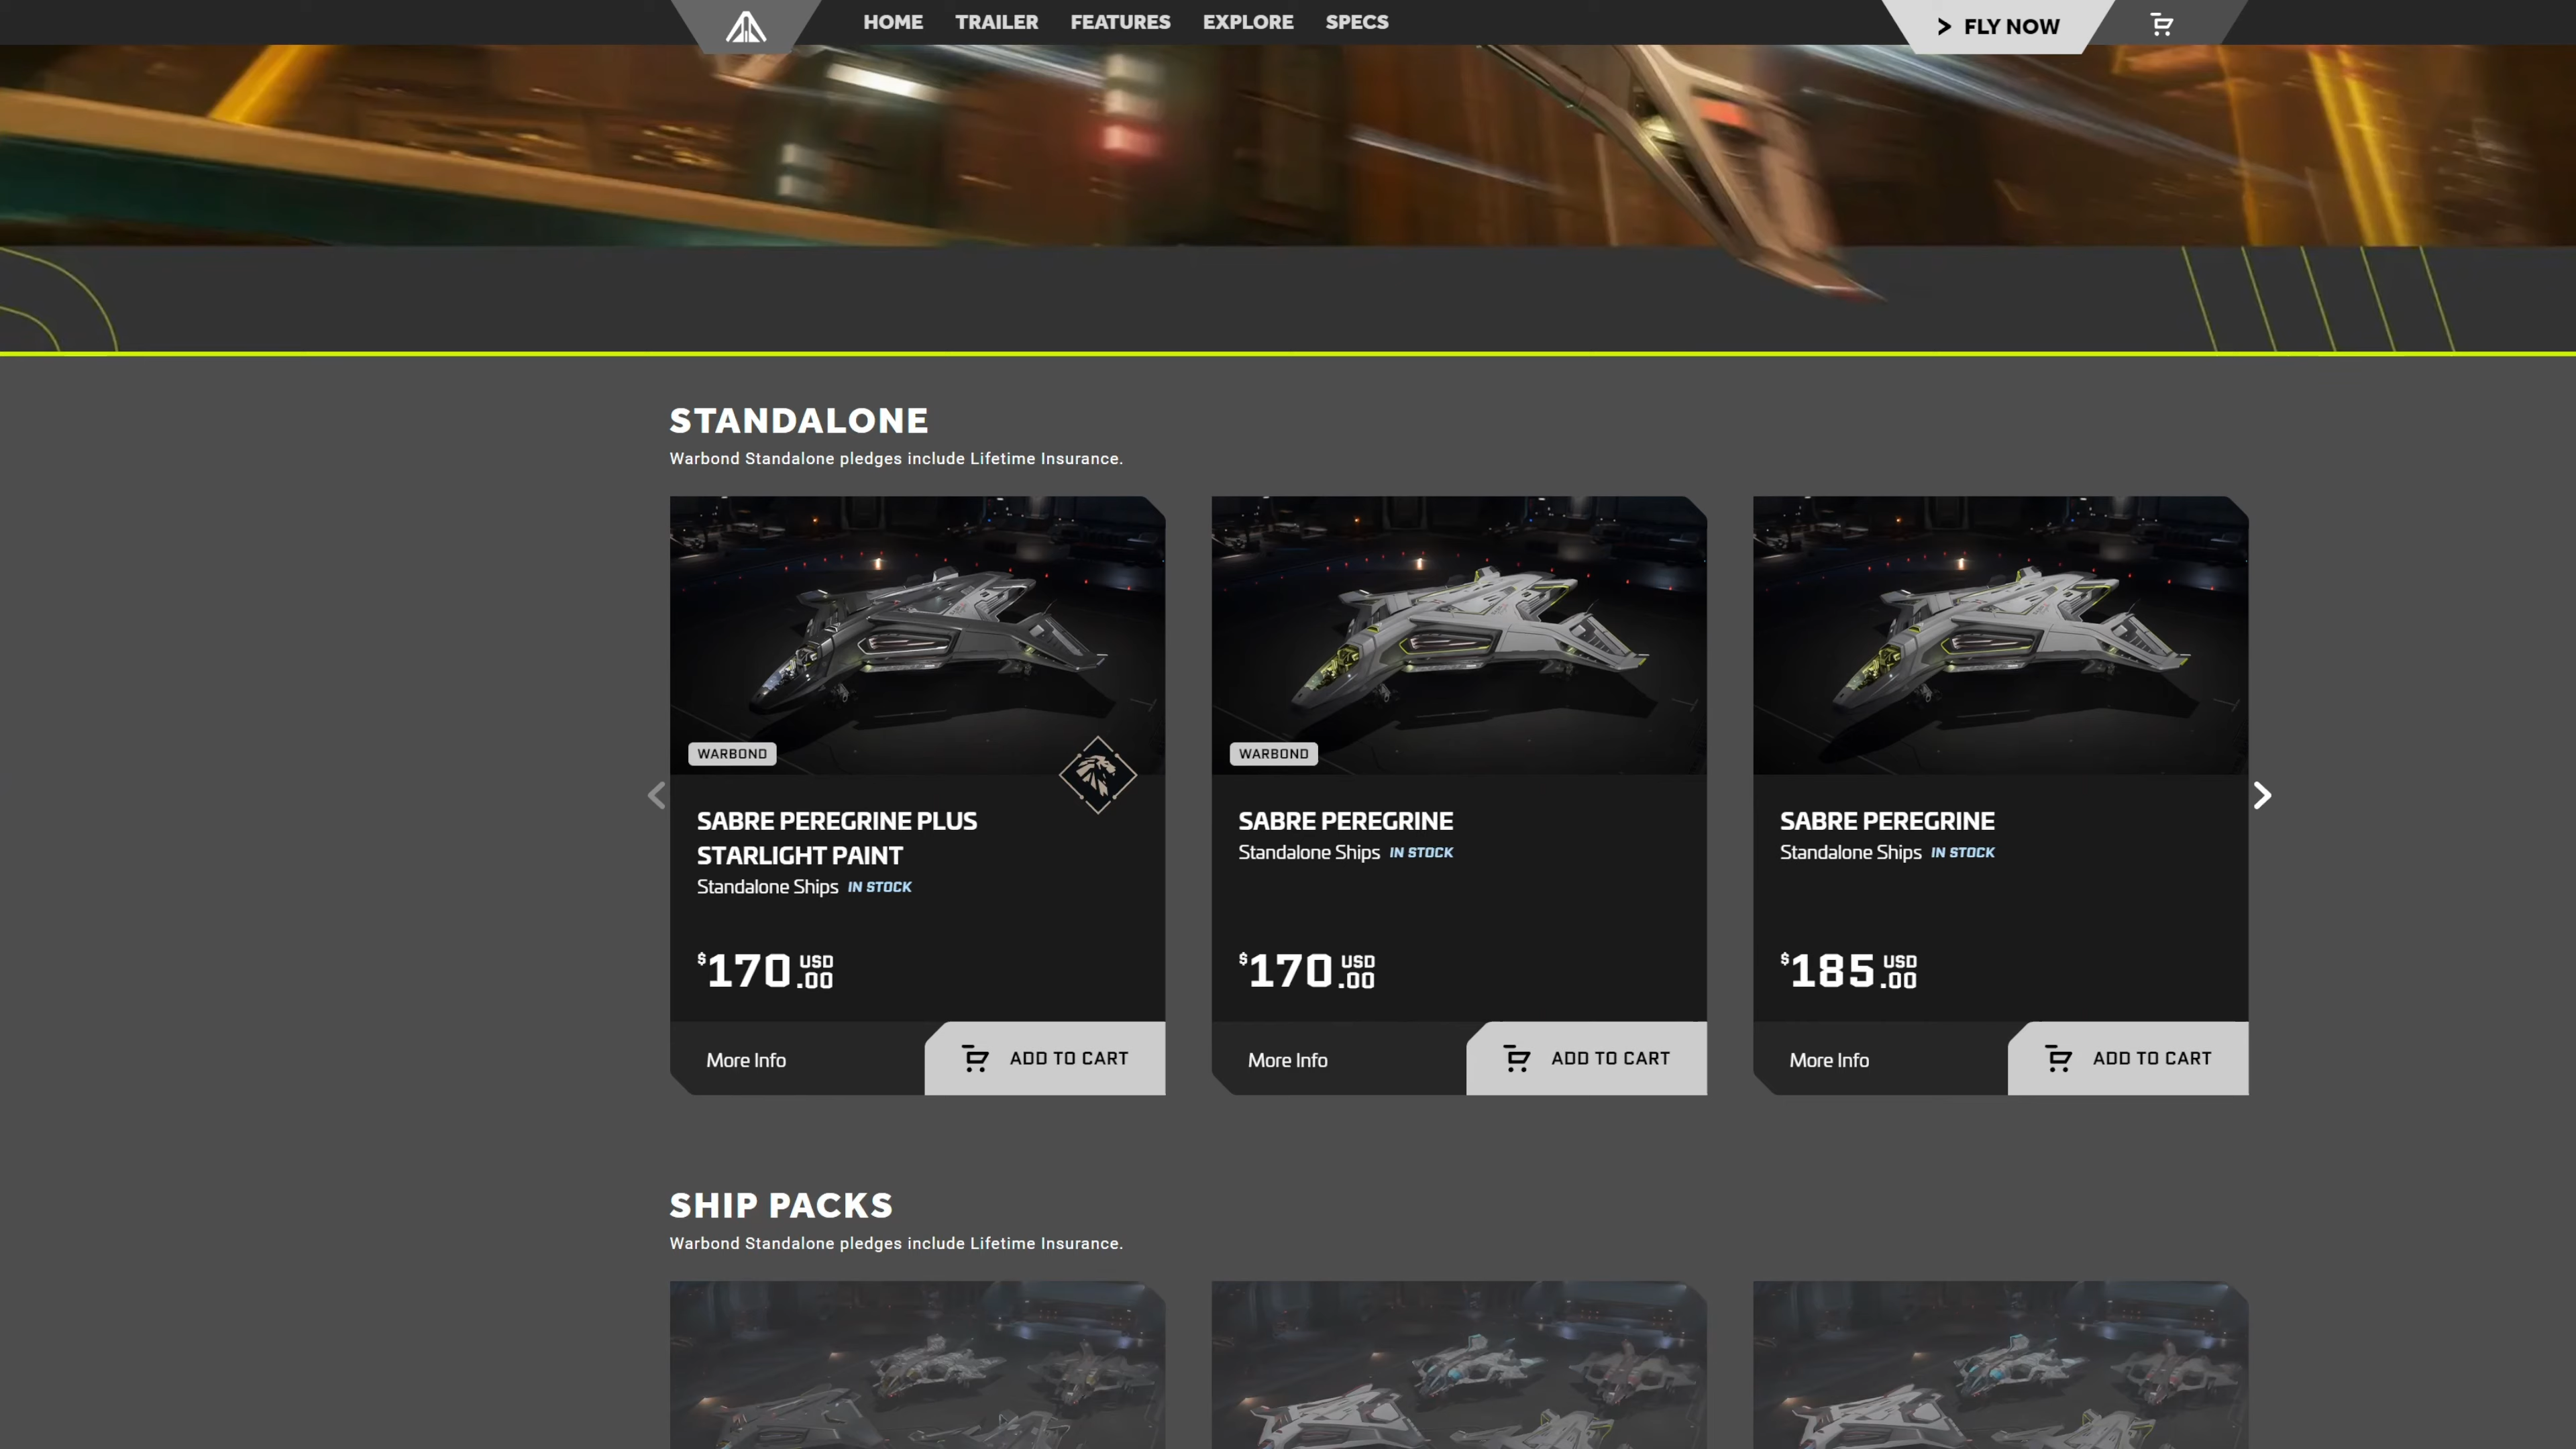 HOME TRAILER FEATURES EXPLORE SPECS
> FLY NOW
STANDALONE
Warbond Standalone pledges include Lifetime Insurance.
WARBOND
SABRE PEREGRINE PLUS
STARLIGHT PAINT
Standalone Ships IN STOCK
$170.00 USD
More Info
ADD TO CART
WARBOND
SABRE PEREGRINE
Standalone Ships IN STOCK
$170.00 USD
More Info
ADD TO CART
SABRE PEREGRINE
Standalone Ships IN STOCK
$185.00 USD
More Info
ADD TO CART
SHIP PACKS
Warbond Standalone pledges include Lifetime Insurance.